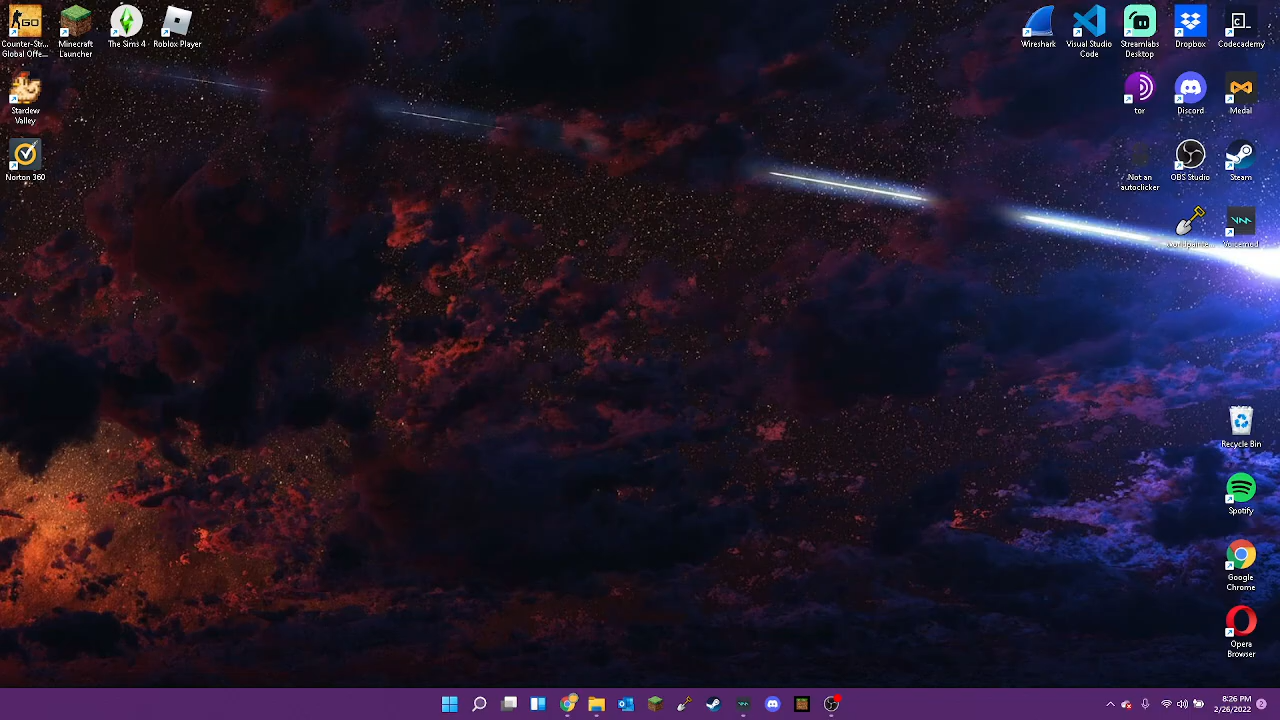 Counter-Str...
Global Offe...
Minecraft
Launcher
The Sims 4
Roblox Player
Wireshark
Visual Studio
Code
Streamlabs
Desktop
Dropbox
Codecademy
GO
Stardew
Valley
tor
Discord
Medal
Norton 360
Not an
autoclicker
OBS Studio
Steam
Voicemod
Recycle Bin
Spotify
Google
Chrome
Opera
Browser
8:26 PM
2/26/2022
2